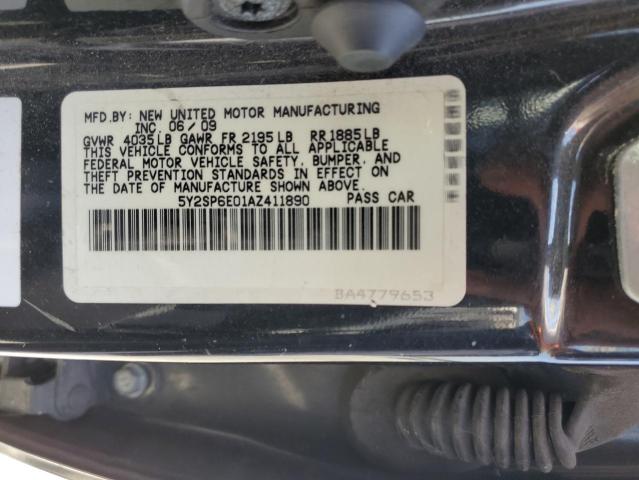 MFD.BY: NEW UNITED MOTOR MANUFACTURING
INC. 06/09
GVWR 4035LB GAWR FR 2195LB RR 1885LB
THIS VEHICLE CONFORMS TO ALL APPLICABLE
FEDERAL MOTOR VEHICLE SAFETY, BUMPER, AND
THEFT PREVENTION STANDARDS IN EFFECT ON
THE DATE OF MANUFACTURE SHOWN ABOVE.
5Y2SP6E01AZ411890 PASS CAR
BA4779653